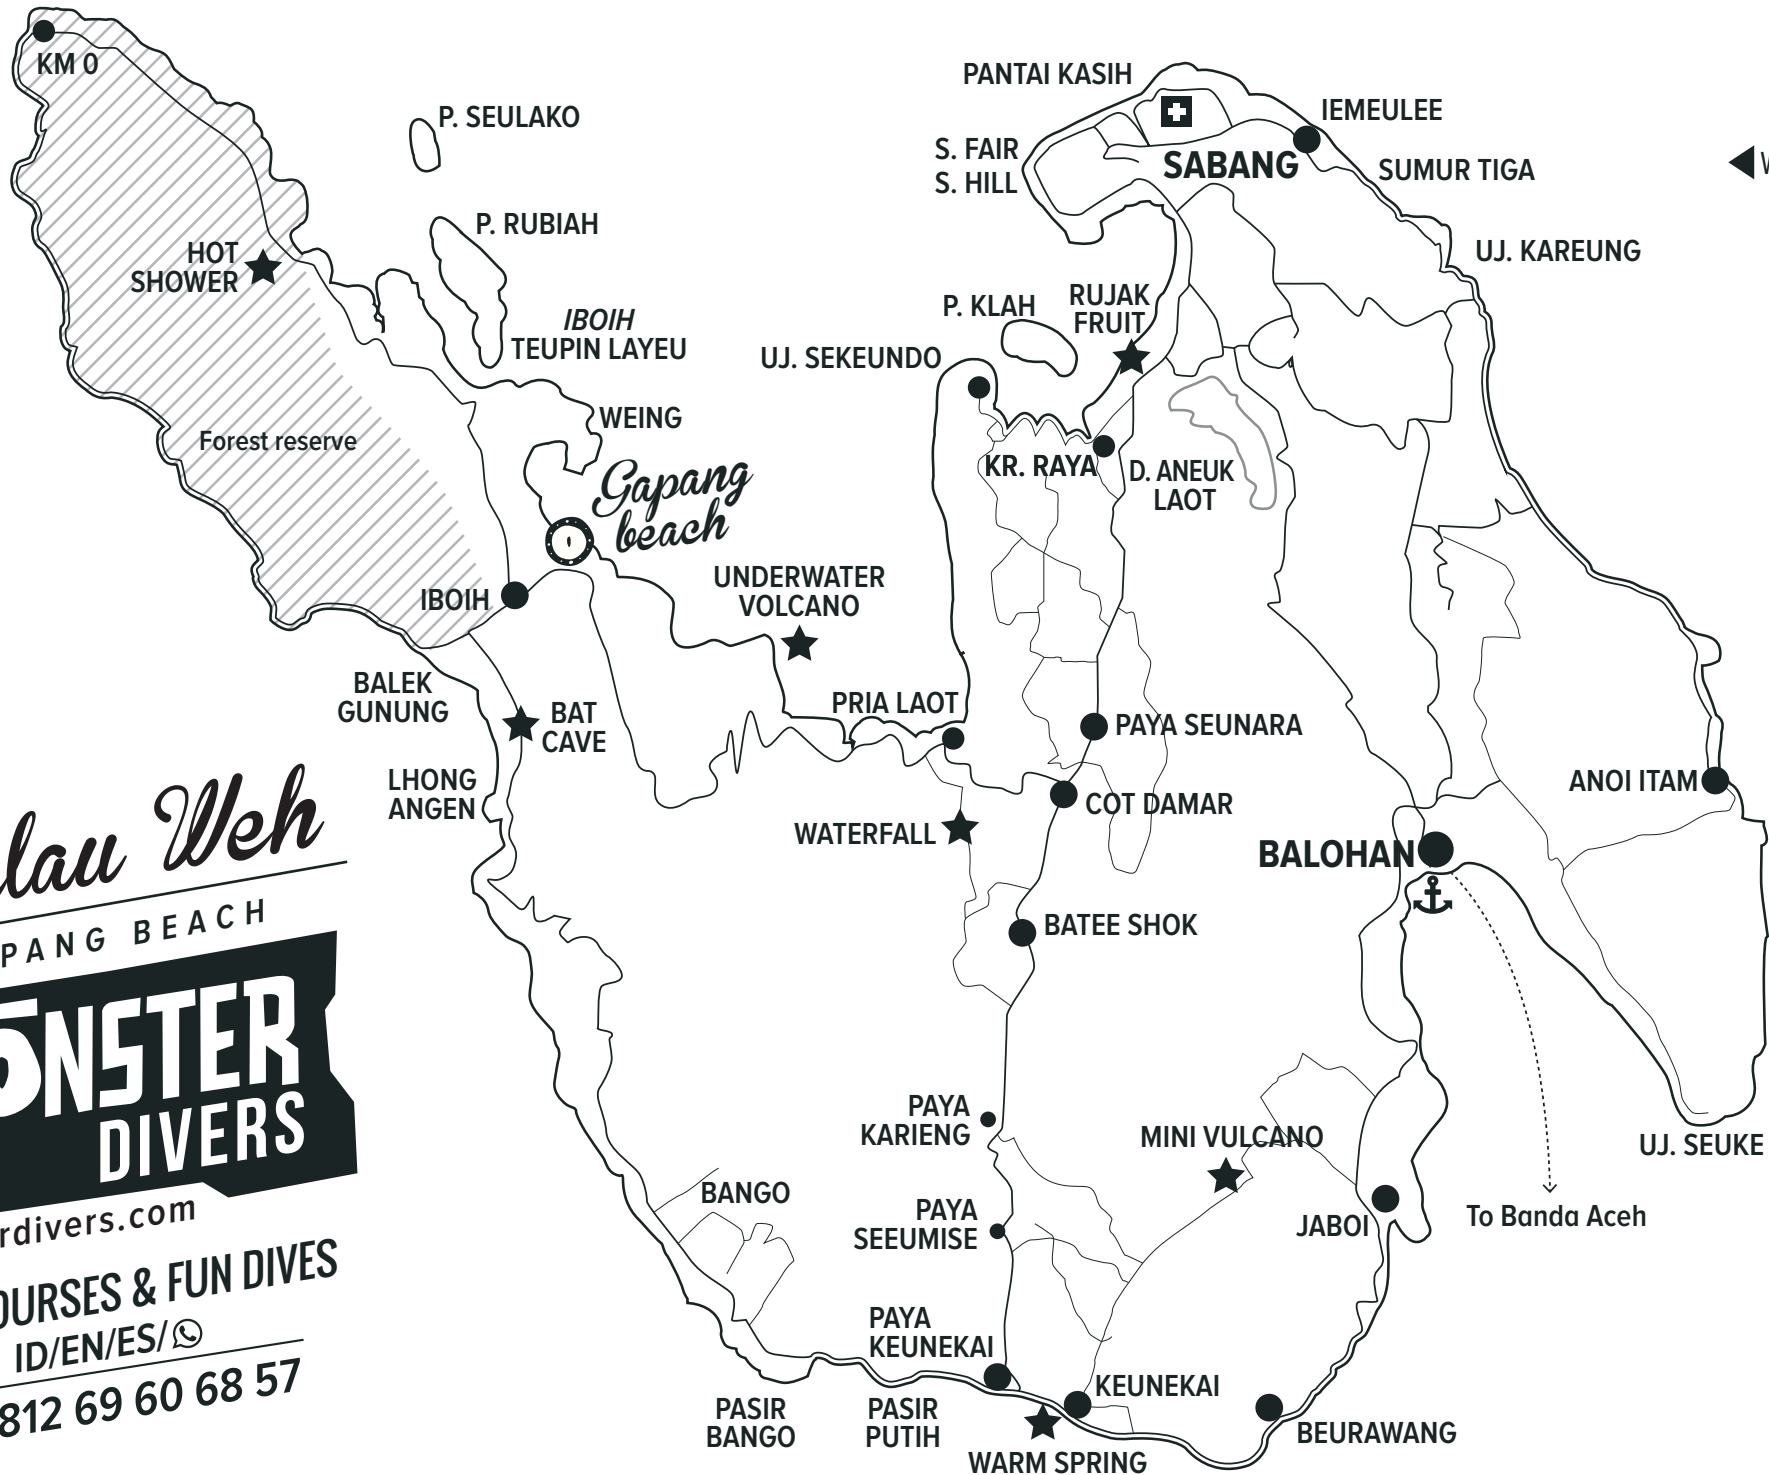 KM 0
P. SEULAKO
P. RUBIAH
HOT
SHOWER
IBOIH
TEUPIN LAYEU
WEING
Forest reserve
Gapang
beach
IBOIH
UNDERWATER
VOLCANO
BALEK
GUNUNG
BAT
CAVE
LHONG
ANGEN
PRIA LAOT
WATERFALL
PANTAI KASIH
S. FAIR
S. HILL
SABANG
IEMEULEE
SUMUR TIGA
UJ. KAREUNG
P. KLAH
RUJAK
FRUIT
UJ. SEKEUNDO
KR. RAYA
D. ANEUK
LAOT
PAYA SEUNARA
COT DAMAR
ANOI ITAM
BALOHAN
BATEE SHOK
PAYA
KARIENG
MINI VULCANO
UJ. SEUKE
To Banda Aceh
JABOI
PAYA
SEEUMISE
BANGO
PAYA
KEUNEKAI
KEUNEKAI
BEURAWANG
PASIR
BANGO
PASIR
PUTIH
WARM SPRING
lau Weh
PANG BEACH
ONSTER
DIVERS
rdivers.com
OURSES & FUN DIVES
ID/EN/ES/
812 69 60 68 57